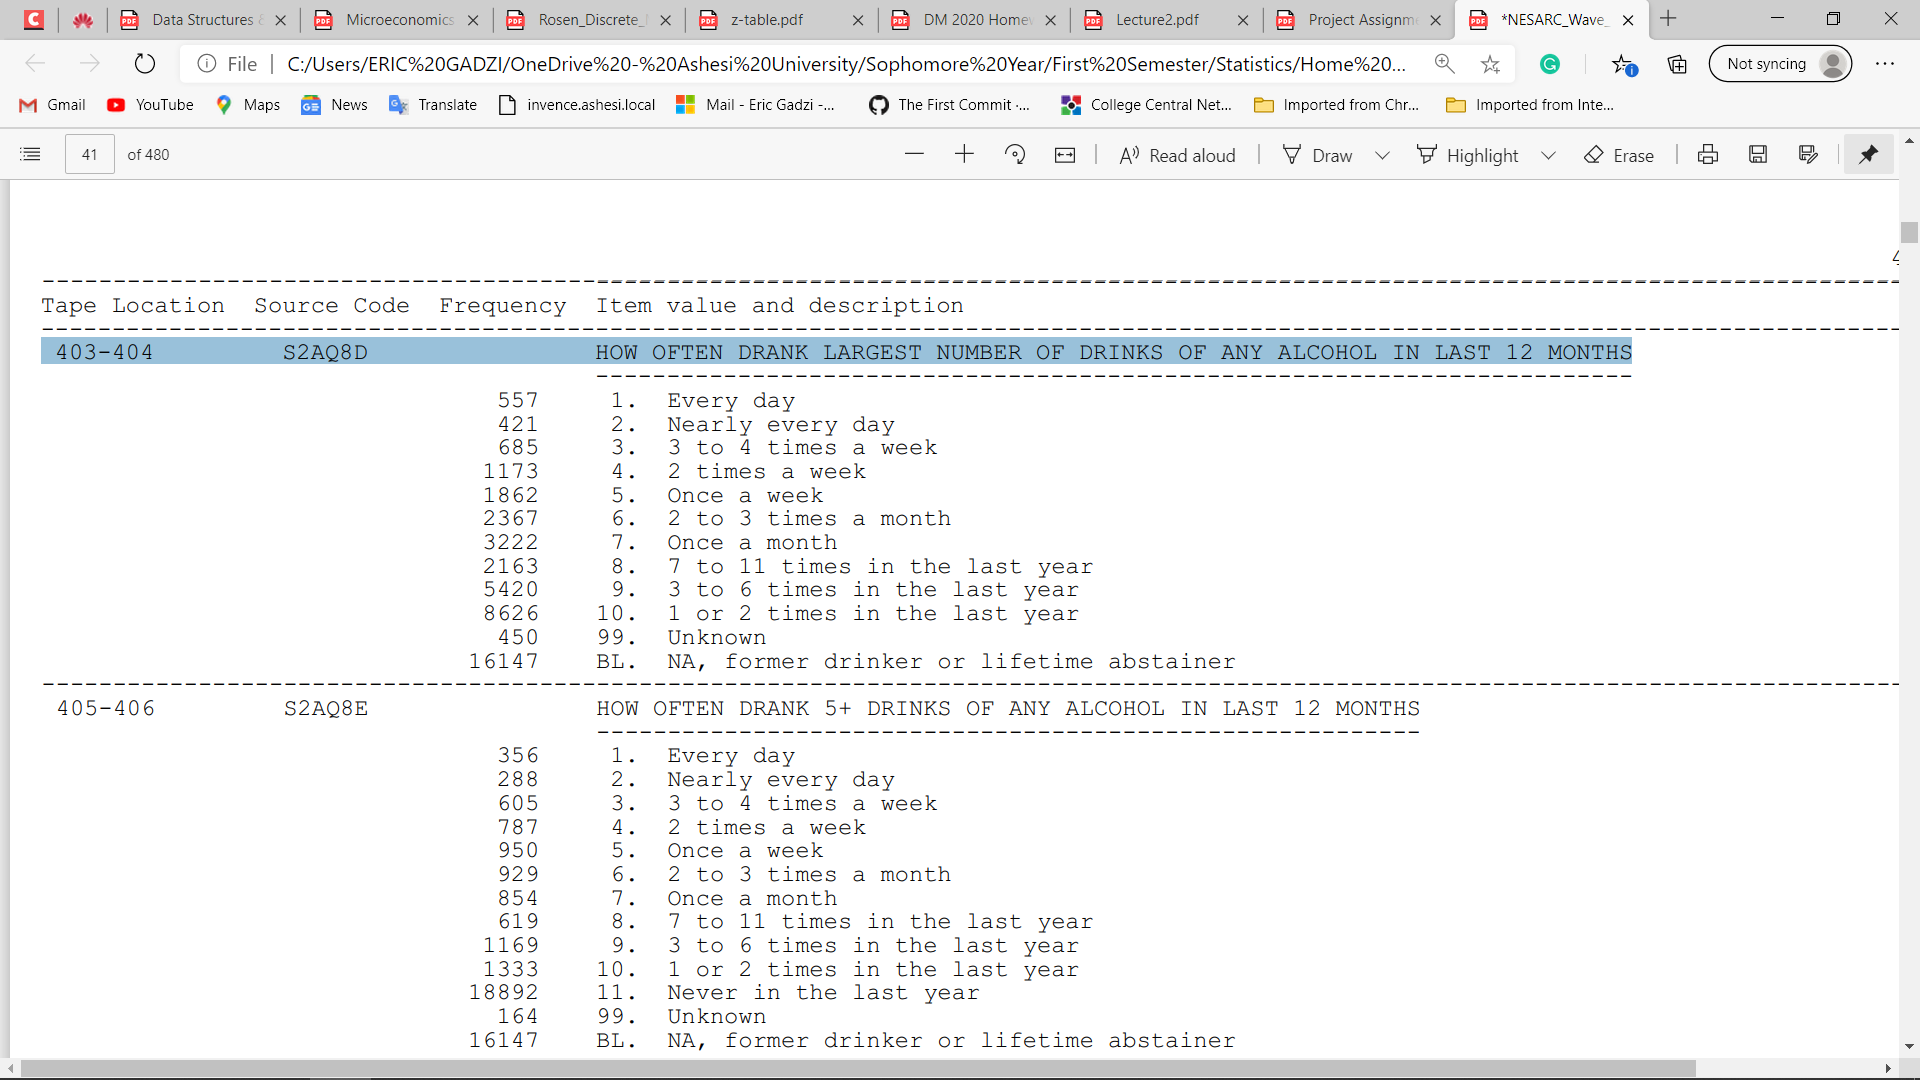 Data Structures &
Microeconomics
Rosen_Discrete_
z-table.pdf
DM 2020 Homew
Lecture2.pdf
Project Assignme
*NESARC_Wave_
File
C:/Users/ERIC%20GADZI/OneDrive%20-%20Ashesi%20University/Sophomore%20Year/First%20Semester/Statistics/Home%20...
Not syncing
Gmail
YouTube
Maps
News
Translate
invence.ashesi.local
Mail - Eric Gadzi -...
The First Commit -...
College Central Net...
Imported from Chr...
Imported from Inte...
41 of 480
Read aloud
Draw
Highlight
Erase
Tape Location Source Code Frequency Item value and description
403-404 S2AQ8D HOW OFTEN DRANK LARGEST NUMBER OF DRINKS OF ANY ALCOHOL IN LAST 12 MONTHS
557 1. Every day
421 2. Nearly every day
685 3. 3 to 4 times a week
1173 4. 2 times a week
1862 5. Once a week
2367 6. 2 to 3 times a month
3222 7. Once a month
2163 8. 7 to 11 times in the last year
5420 9. 3 to 6 times in the last year
8626 10. 1 or 2 times in the last year
450 99. Unknown
16147 BL. NA, former drinker or lifetime abstainer
405-406 S2AQ8E HOW OFTEN DRANK 5+ DRINKS OF ANY ALCOHOL IN LAST 12 MONTHS
356 1. Every day
288 2. Nearly every day
605 3. 3 to 4 times a week
787 4. 2 times a week
950 5. Once a week
929 6. 2 to 3 times a month
854 7. Once a month
619 8. 7 to 11 times in the last year
1169 9. 3 to 6 times in the last year
1333 10. 1 or 2 times in the last year
18892 11. Never in the last year
164 99. Unknown
16147 BL. NA, former drinker or lifetime abstainer